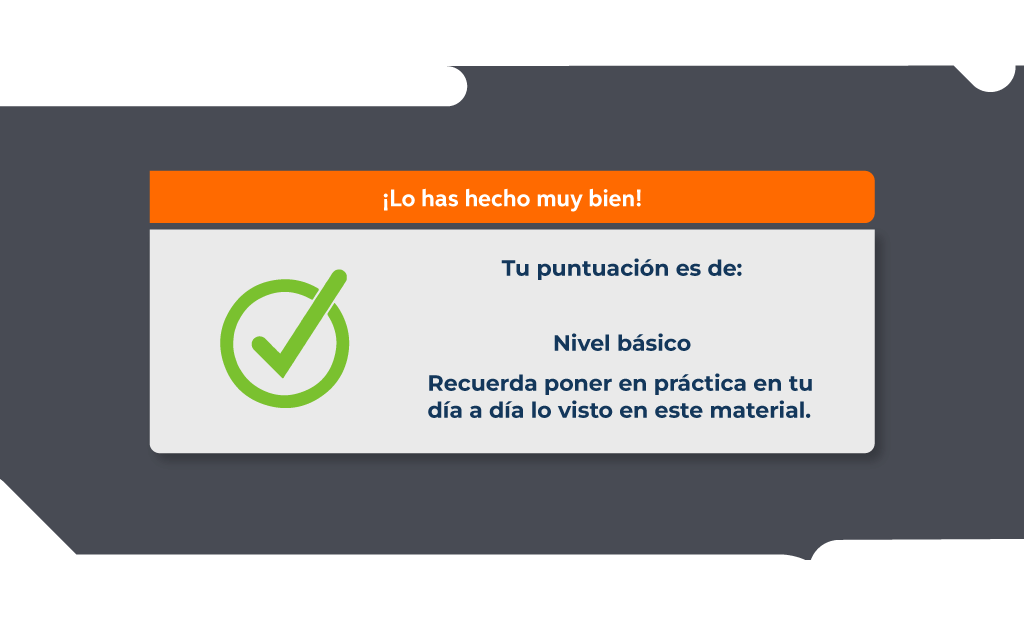 ¡Lo has hecho muy bien!
Tu puntuación es de:
Nivel básico
Recuerda poner en práctica en tu
día a día lo visto en este material.